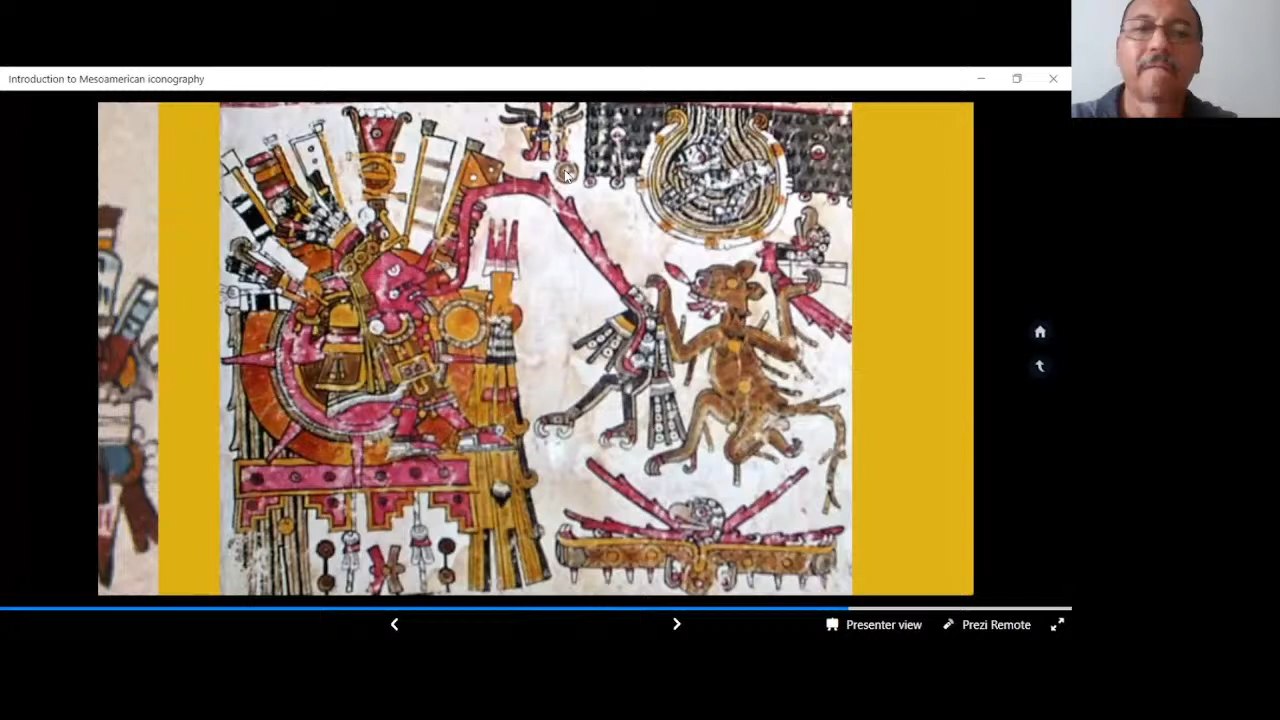 Introduction to Mesoamerican iconography
Presenter view
Prezi Remote